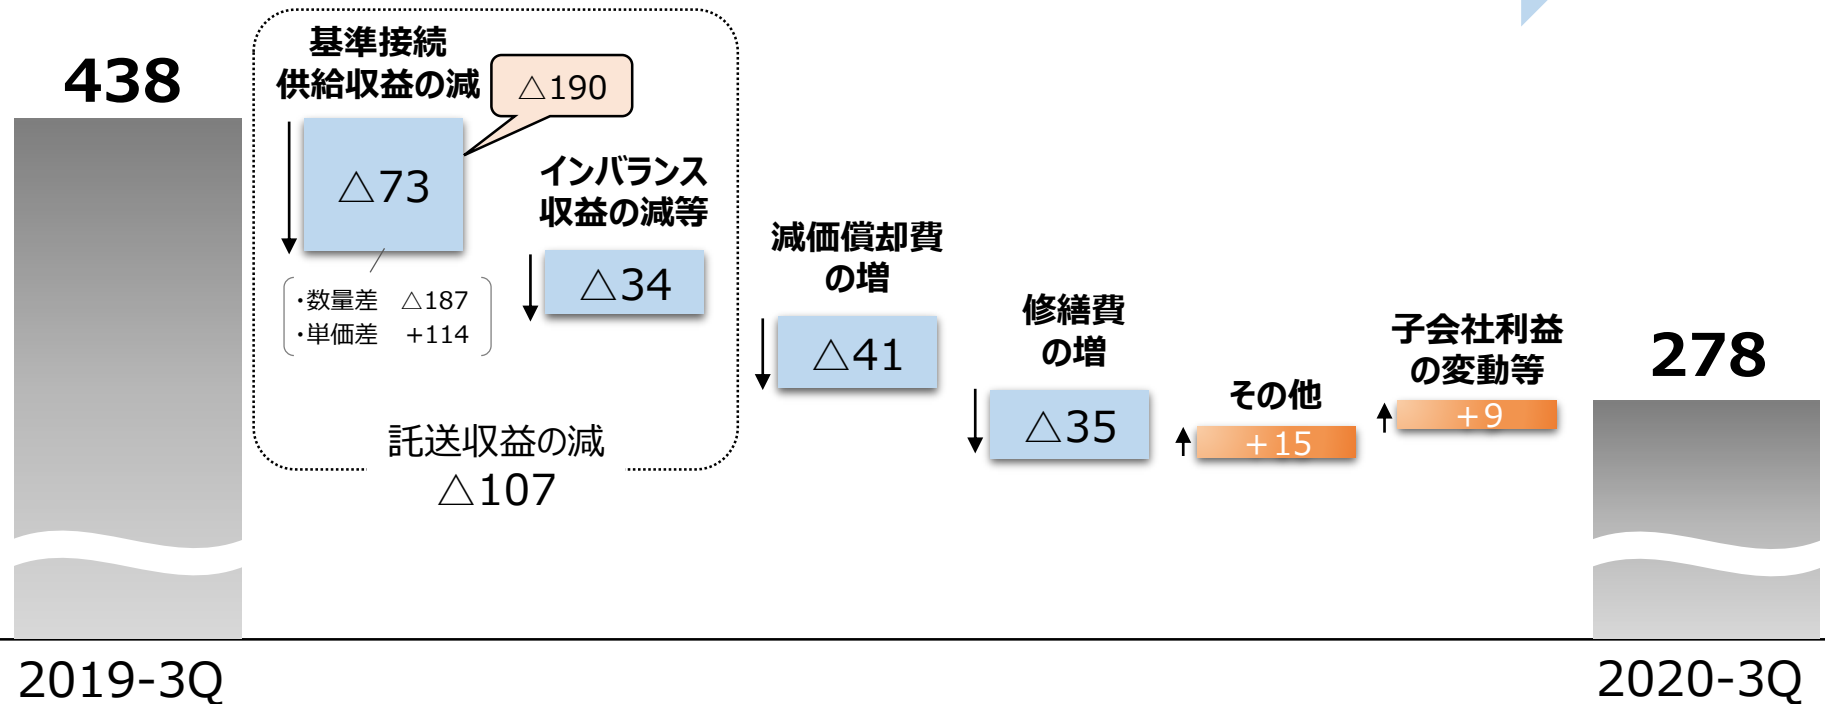 438
基準接続
供給収益の減
△190
△73
・数量差 △187
・単価差 +114
インバランス
収益の減等
△34
託送収益の減
△107
減価償却費
の増
△41
修繕費
の増
△35
その他
+15
子会社利益
の変動等
+9
278
2019-3Q
2020-3Q